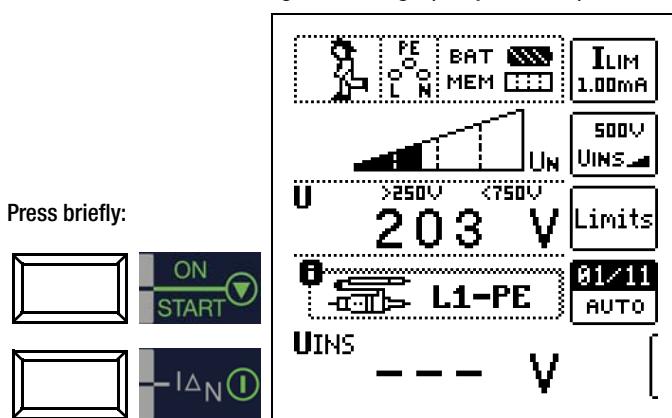 Press briefly:
ON
START
IΔN
PE
L N
BAT
MEM
ILIM
1.00mA
UN
500V
UINS
U >250V <750V
203 V
Limits
L1-PE
01/11
AUTO
UINS
--- V